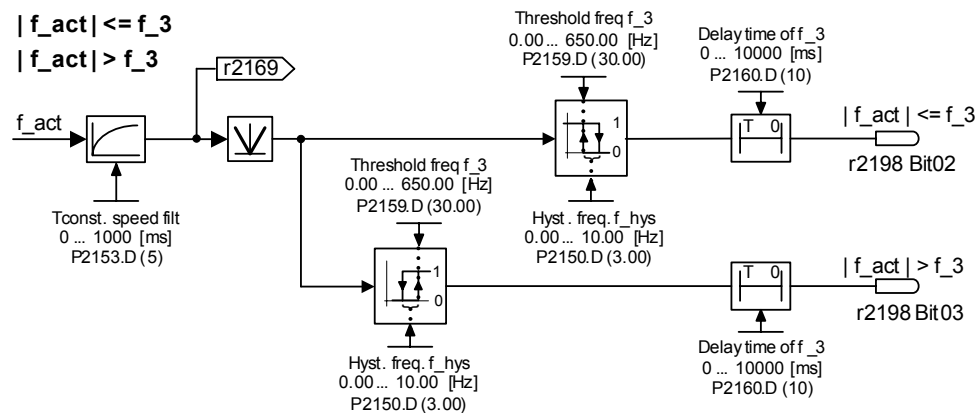 | f_act | <= f_3
| f_act | > f_3
r2169
f_act
Tconst. speed filt
0 ... 1000 [ms]
P2153.D (5)
Threshold freq f_3
0.00 ... 650.00 [Hz]
P2159.D (30.00)
1
0
Hyst. freq. f_hys
0.00 ... 10.00 [Hz]
P2150.D (3.00)
Delay time of f_3
0 ... 10000 [ms]
P2160.D (10)
T 0
| f_act | <= f_3
r2198 Bit02
Threshold freq f_3
0.00 ... 650.00 [Hz]
P2159.D (30.00)
1
0
Hyst. freq. f_hys
0.00 ... 10.00 [Hz]
P2150.D (3.00)
T 0
Delay time of f_3
0 ... 10000 [ms]
P2160.D (10)
| f_act | > f_3
r2198 Bit03